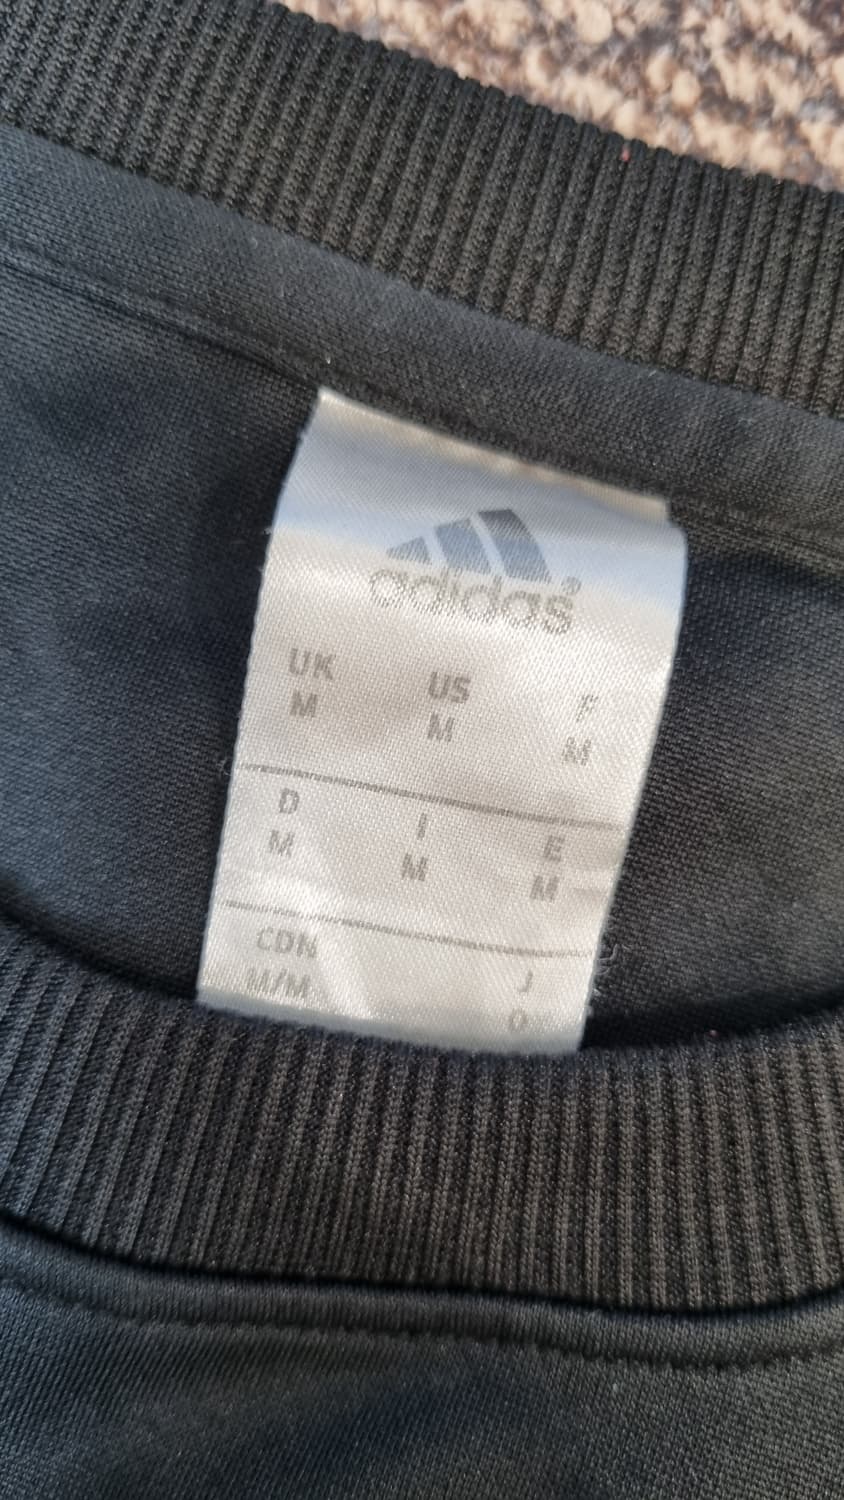 adidas
UK US F
M M M
D I E
M M M
CDN J
M/M O